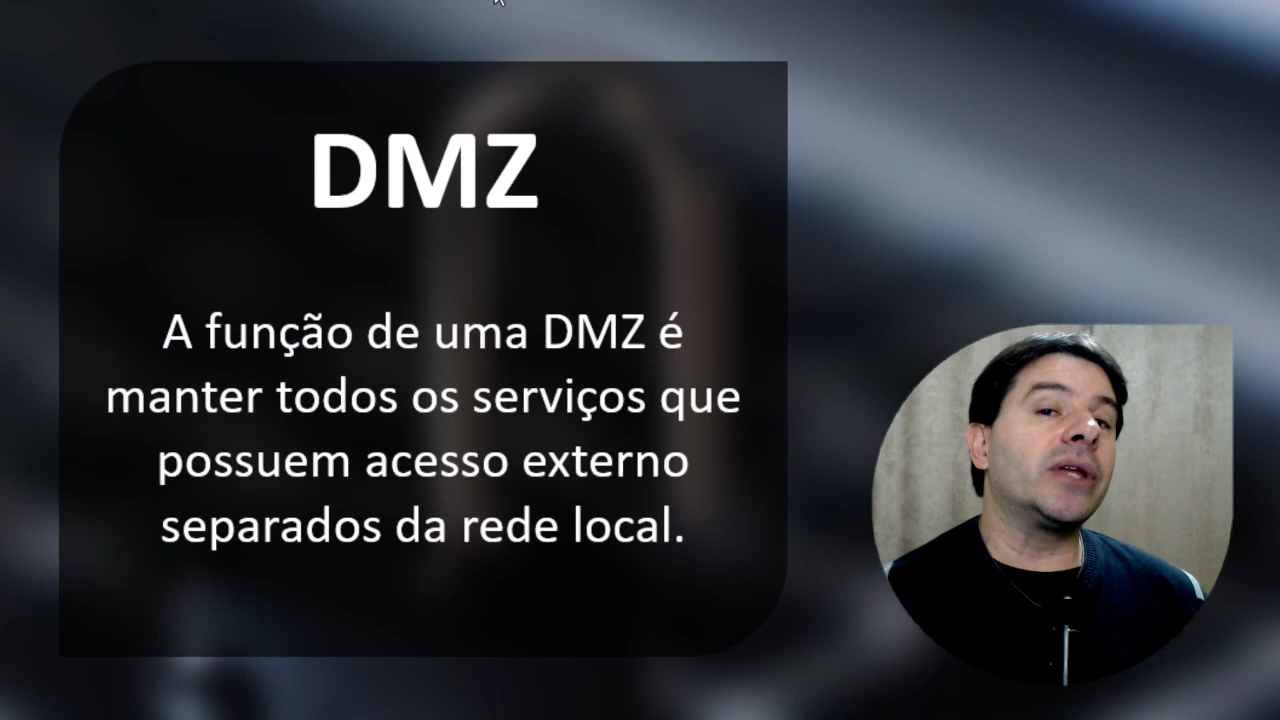 DMZ
A função de uma DMZ é
manter todos os serviços que
possuem acesso externo
separados da rede local.